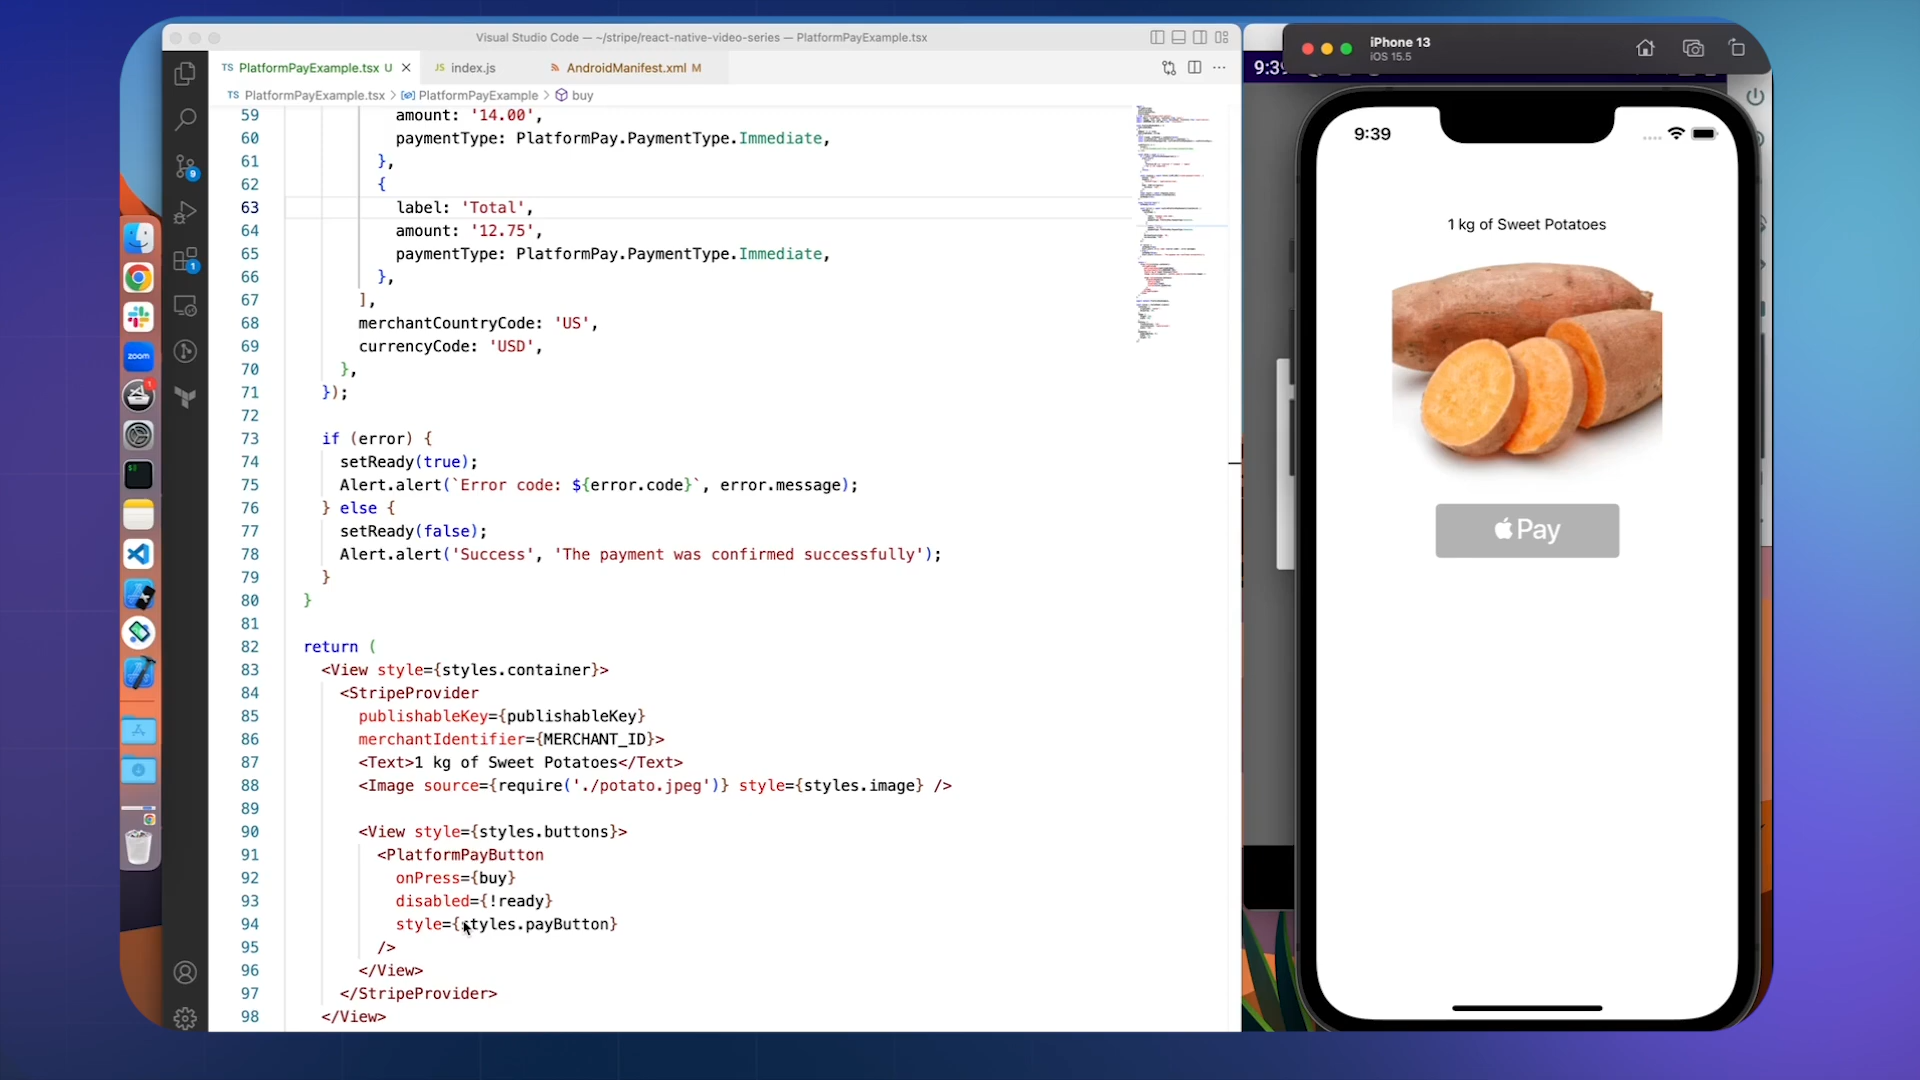 Visual Studio Code — ~/stripe/react-native-video-series — PlatformPayExample.tsx
TS PlatformPayExample.tsx U
JS index.js
AndroidManifest.xml M
TS PlatformPayExample.tsx > PlatformPayExample > buy
59 amount: '14.00',
60 paymentType: PlatformPay.PaymentType.Immediate,
61 },
62 {
63 label: 'Total',
64 amount: '12.75',
65 paymentType: PlatformPay.PaymentType.Immediate,
66 },
67 ],
68 merchantCountryCode: 'US',
69 currencyCode: 'USD',
70 },
71 });
72
73 if (error) {
74 setReady(true);
75 Alert.alert(`Error code: ${error.code}`, error.message);
76 } else {
77 setReady(false);
78 Alert.alert('Success', 'The payment was confirmed successfully');
79 }
80 }
81
82 return (
83 <View style={styles.container}>
84 <StripeProvider
85 publishableKey={publishableKey}
86 merchantIdentifier={MERCHANT_ID}>
87 <Text>1 kg of Sweet Potatoes</Text>
88 <Image source={require('./potato.jpeg')} style={styles.image} />
89
90 <View style={styles.buttons}>
91 <PlatformPayButton
92 onPress={buy}
93 disabled={!ready}
94 style={styles.payButton}
95 />
96 </View>
97 </StripeProvider>
98 </View>
9
1
zoom
1
9:39
iPhone 13
iOS 15.5
9:39
1 kg of Sweet Potatoes
Pay